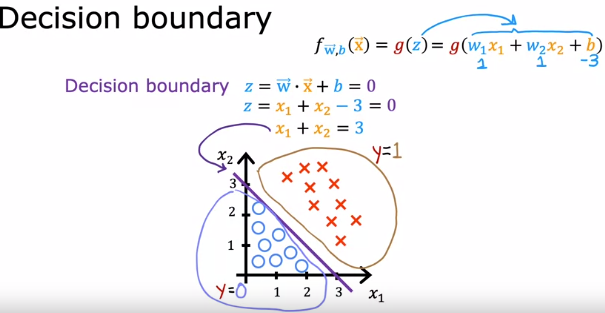 Decision boundary
f_{w⃗,b}(x⃗) = g(z) = g(w₁x₁ + w₂x₂ + b)
1 1 -3
Decision boundary z = w⃗ · x⃗ + b = 0
z = x₁ + x₂ − 3 = 0
x₁ + x₂ = 3
x₂
y=1
3
2
1
y=0
1 2 3 x₁